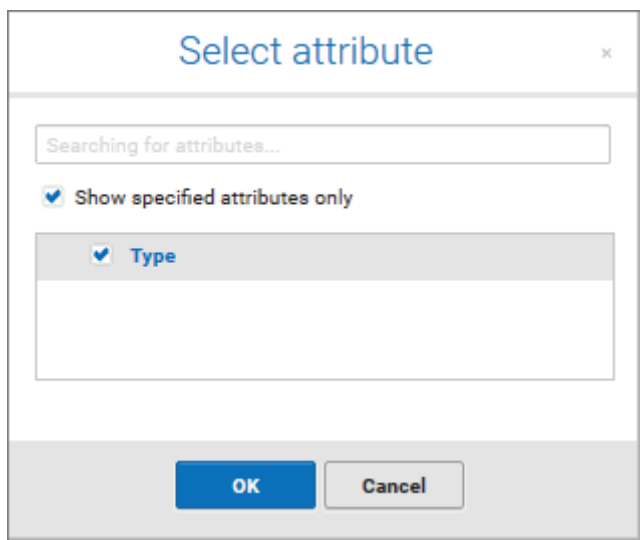 Select attribute
×
Searching for attributes...
Show specified attributes only
Type
OK
Cancel